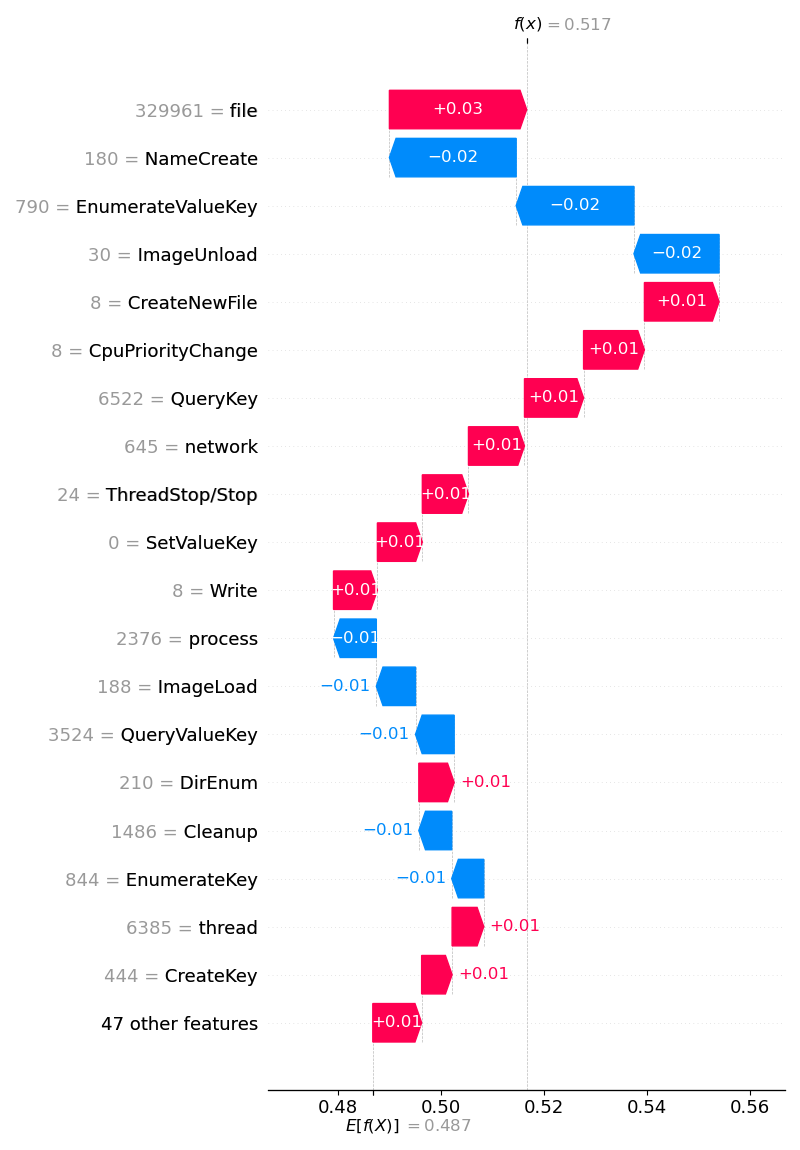 f(x) = 0.517
329961 = file +0.03
180 = NameCreate −0.02
790 = EnumerateValueKey −0.02
30 = ImageUnload −0.02
8 = CreateNewFile +0.01
8 = CpuPriorityChange +0.01
6522 = QueryKey +0.01
645 = network +0.01
24 = ThreadStop/Stop +0.01
0 = SetValueKey +0.01
8 = Write +0.01
2376 = process −0.01
188 = ImageLoad −0.01
3524 = QueryValueKey −0.01
210 = DirEnum +0.01
1486 = Cleanup −0.01
844 = EnumerateKey −0.01
6385 = thread +0.01
444 = CreateKey +0.01
47 other features +0.01
0.48 0.50 0.52 0.54 0.56
E[f(X)] = 0.487